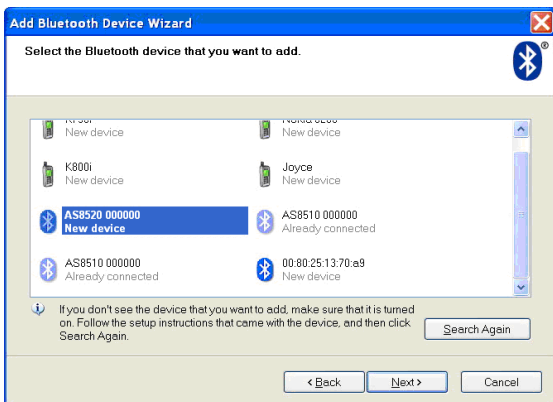 Add Bluetooth Device Wizard
Select the Bluetooth device that you want to add.
®
New device
New device
K800i
New device
Joyce
New device
AS8520 000000
New device
AS8510 000000
Already connected
AS8510 000000
Already connected
00:80:25:13:70:a9
New device
If you don't see the device that you want to add, make sure that it is turned
on. Follow the setup instructions that came with the device, and then click
Search Again.
Search Again
< Back
Next >
Cancel